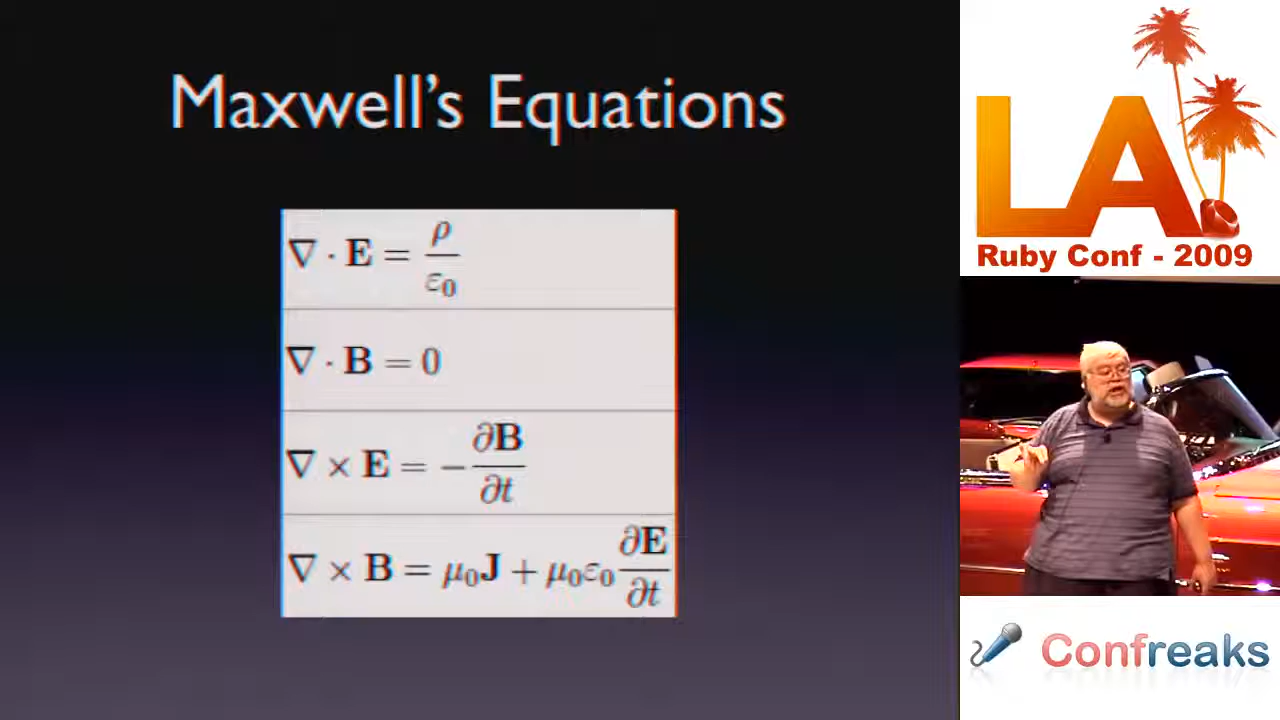 Maxwell's Equations
∇ · E = ρ/ε₀
∇ · B = 0
∇ × E = −∂B/∂t
∇ × B = μ₀J + μ₀ε₀ ∂E/∂t
LA
Ruby Conf - 2009
Confreaks